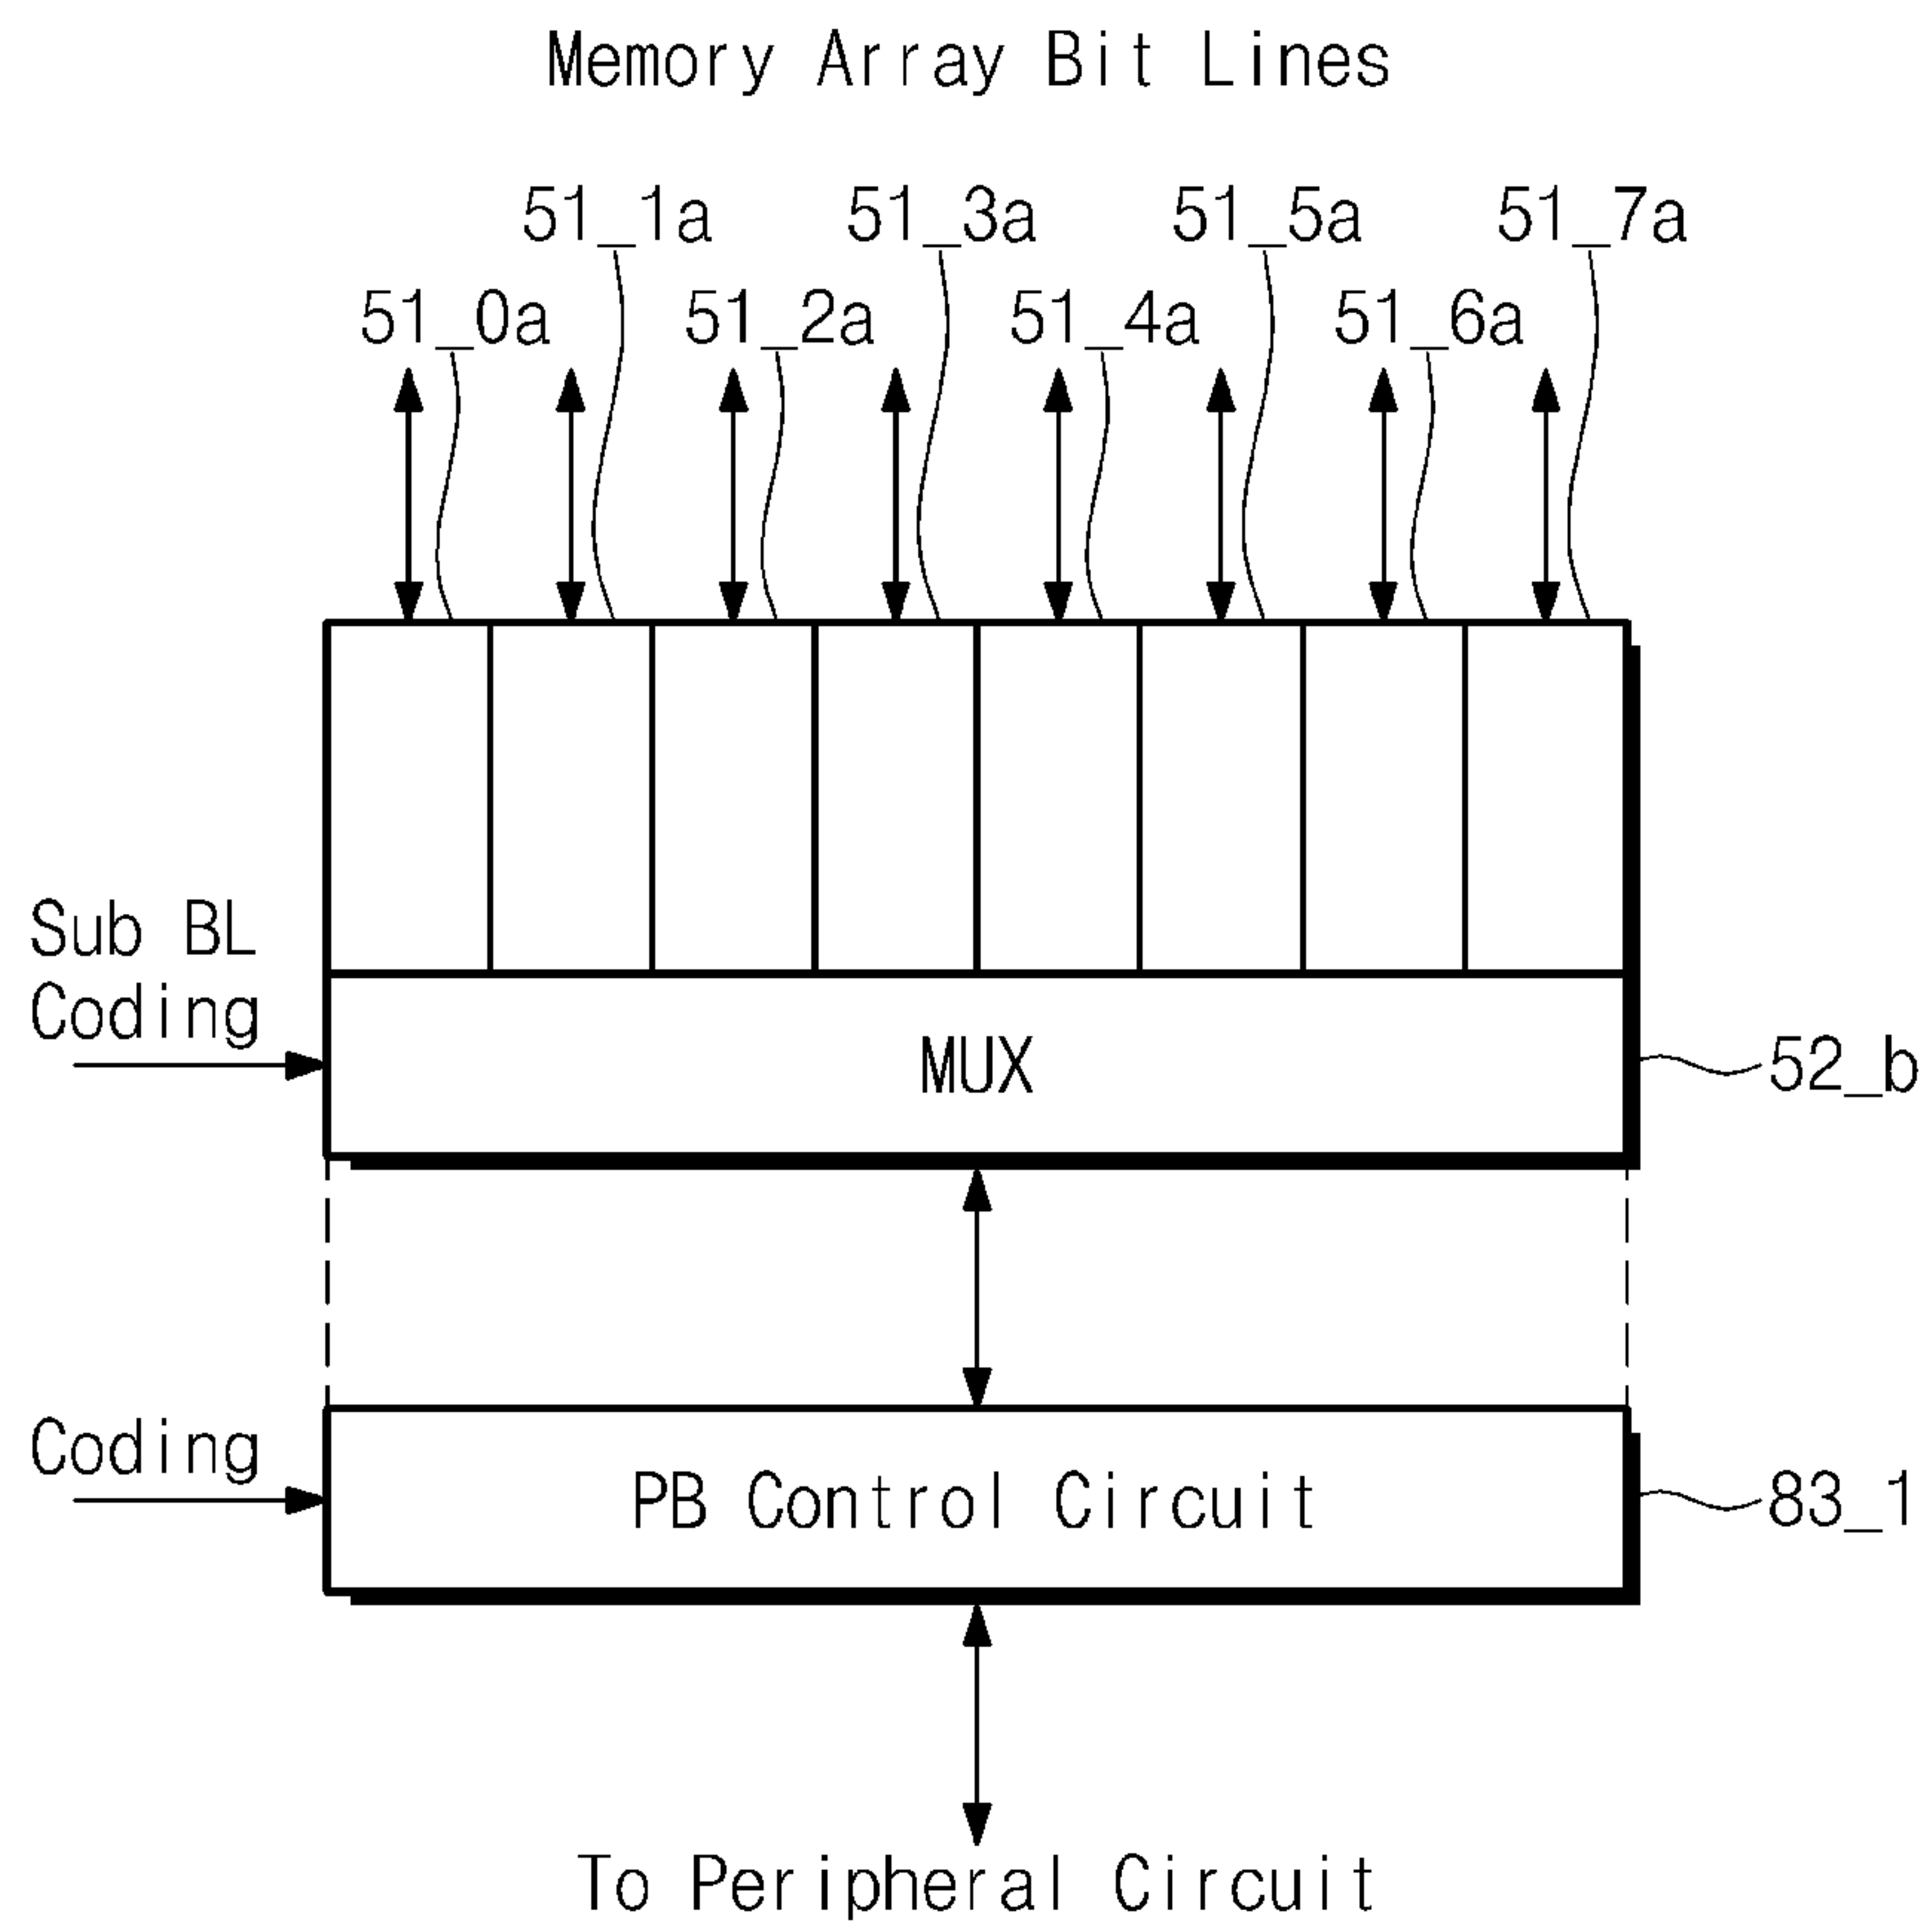 Memory Array Bit Lines
51_1a 51_3a 51_5a 51_7a
51_0a 51_2a 51_4a 51_6a
Sub BL
Coding
MUX
52_b
Coding
PB Control Circuit
83_1
To Peripheral Circuit